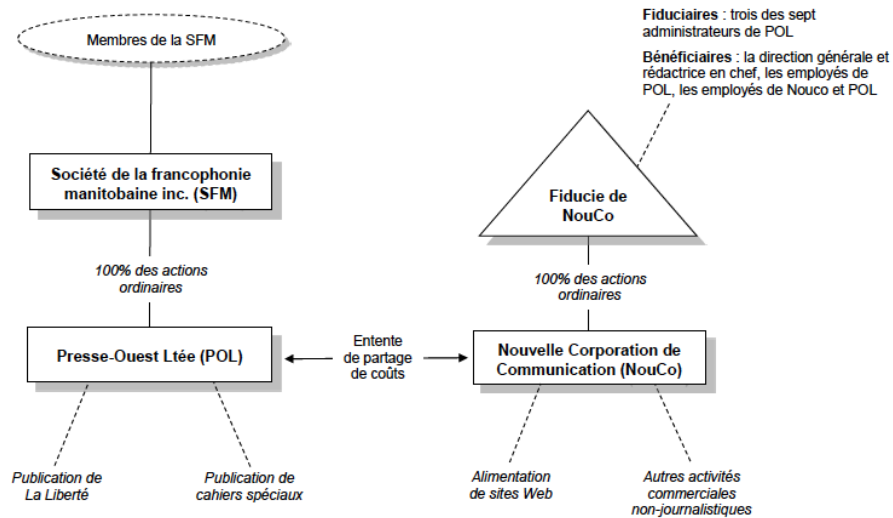 Membres de la SFM
Société de la francophonie
manitobaine inc. (SFM)
100% des actions
ordinaires
Presse-Ouest Ltée (POL)
Publication de
La Liberté
Publication de
cahiers spéciaux
Entente
de partage
de coûts
Fiduciaires : trois des sept
administrateurs de POL
Bénéficiaires : la direction générale et
rédactrice en chef, les employés de
POL, les employés de Nouco et POL
Fiducie de
NouCo
100% des actions
ordinaires
Nouvelle Corporation de
Communication (NouCo)
Alimentation
de sites Web
Autres activités
commerciales
non-journalistiques